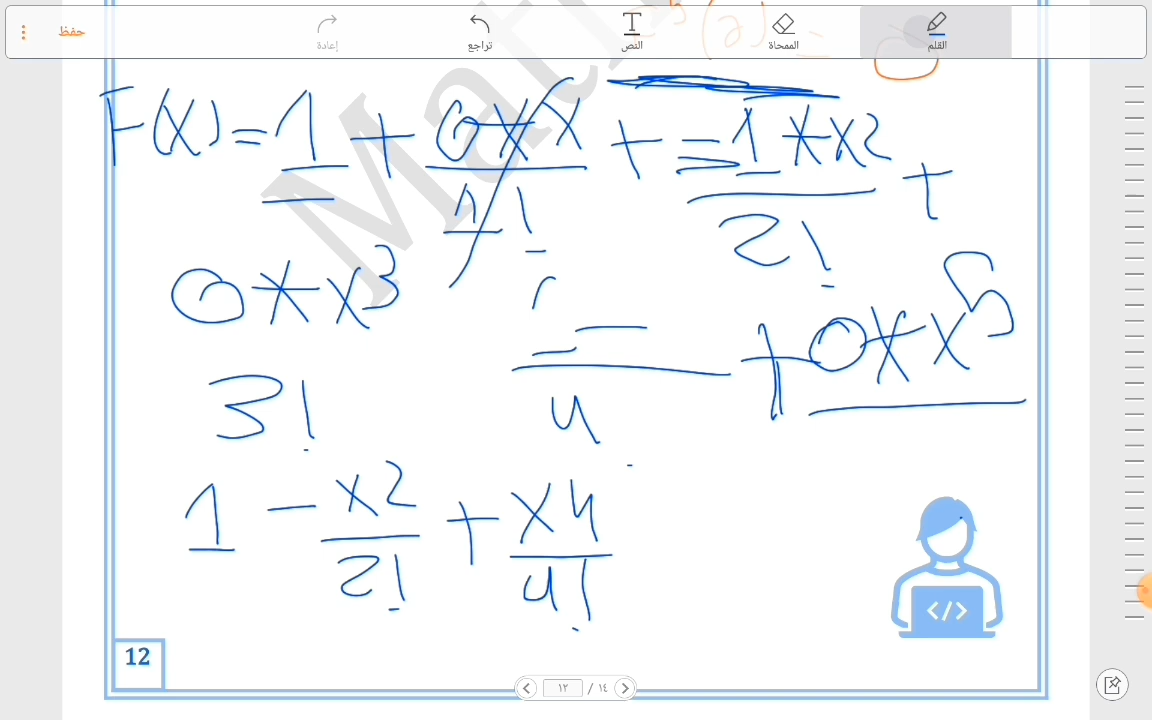 حفظ إعادة تراجع النص الممحاة القلم
F(x) = 1 + 0*x/1! + -1*x2/2! +
0*x3/3! + 0*x5
4
1 - x2/2! + x4/4!
Mat
</>
12
١٢ / ١٤